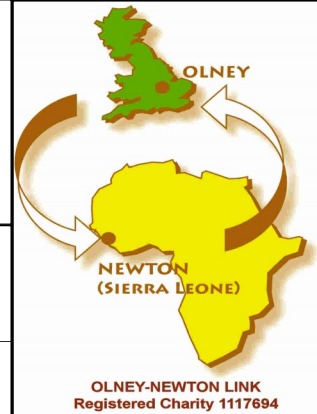 OLNEY
NEWTON
(SIERRA LEONE)
OLNEY-NEWTON LINK
Registered Charity 1117694